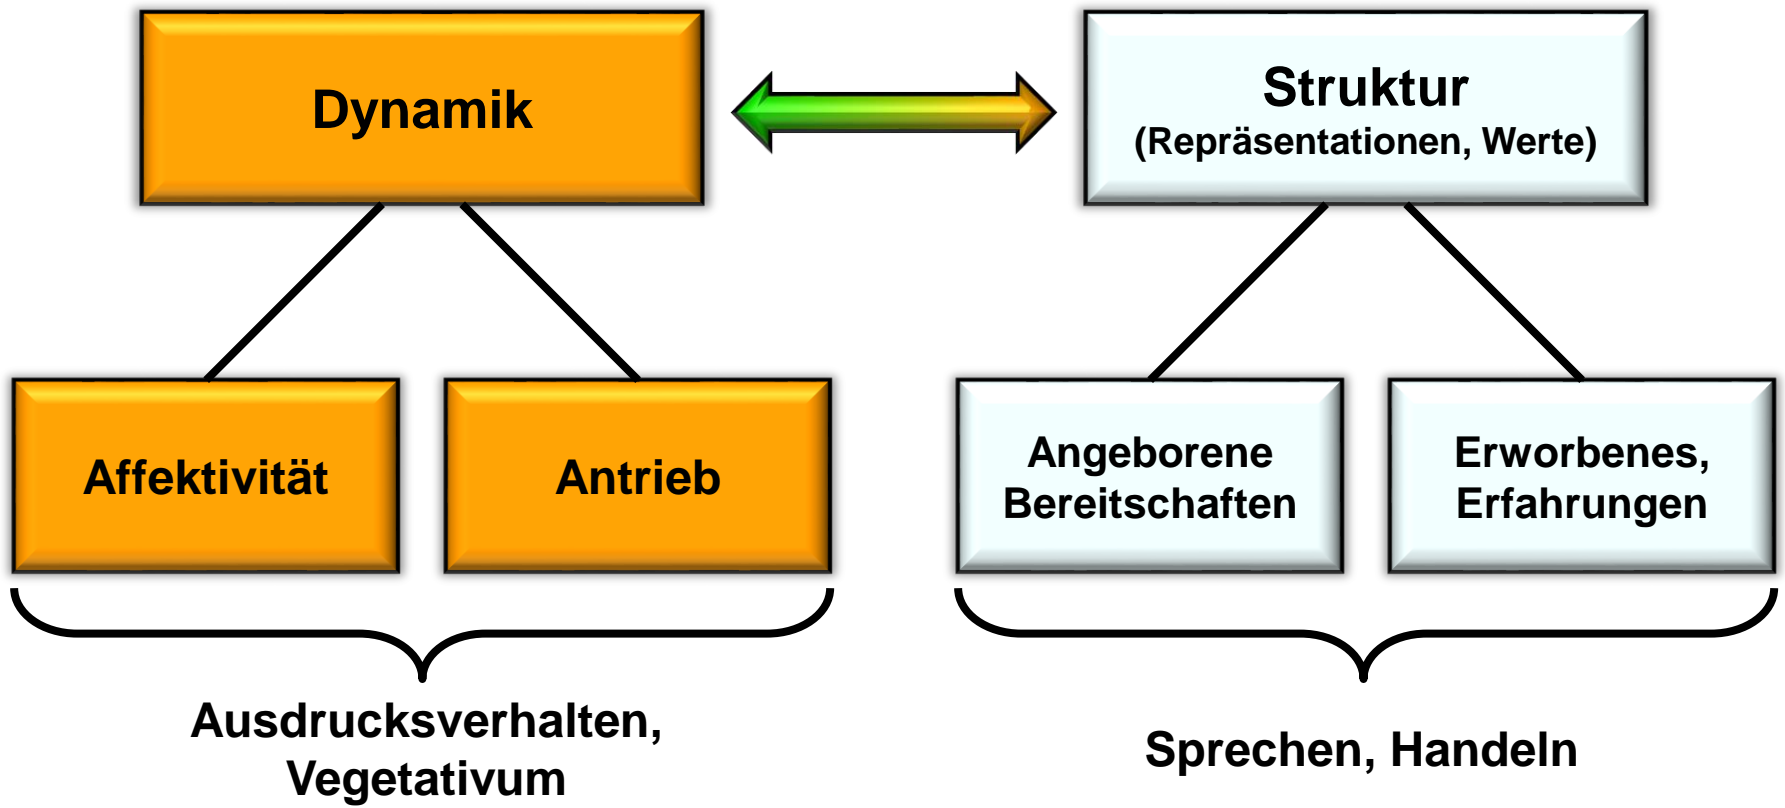 Dynamik
Struktur
(Repräsentationen, Werte)
Affektivität
Antrieb
Angeborene
Bereitschaften
Erworbenes,
Erfahrungen
Ausdrucksverhalten,
Vegetativum
Sprechen, Handeln